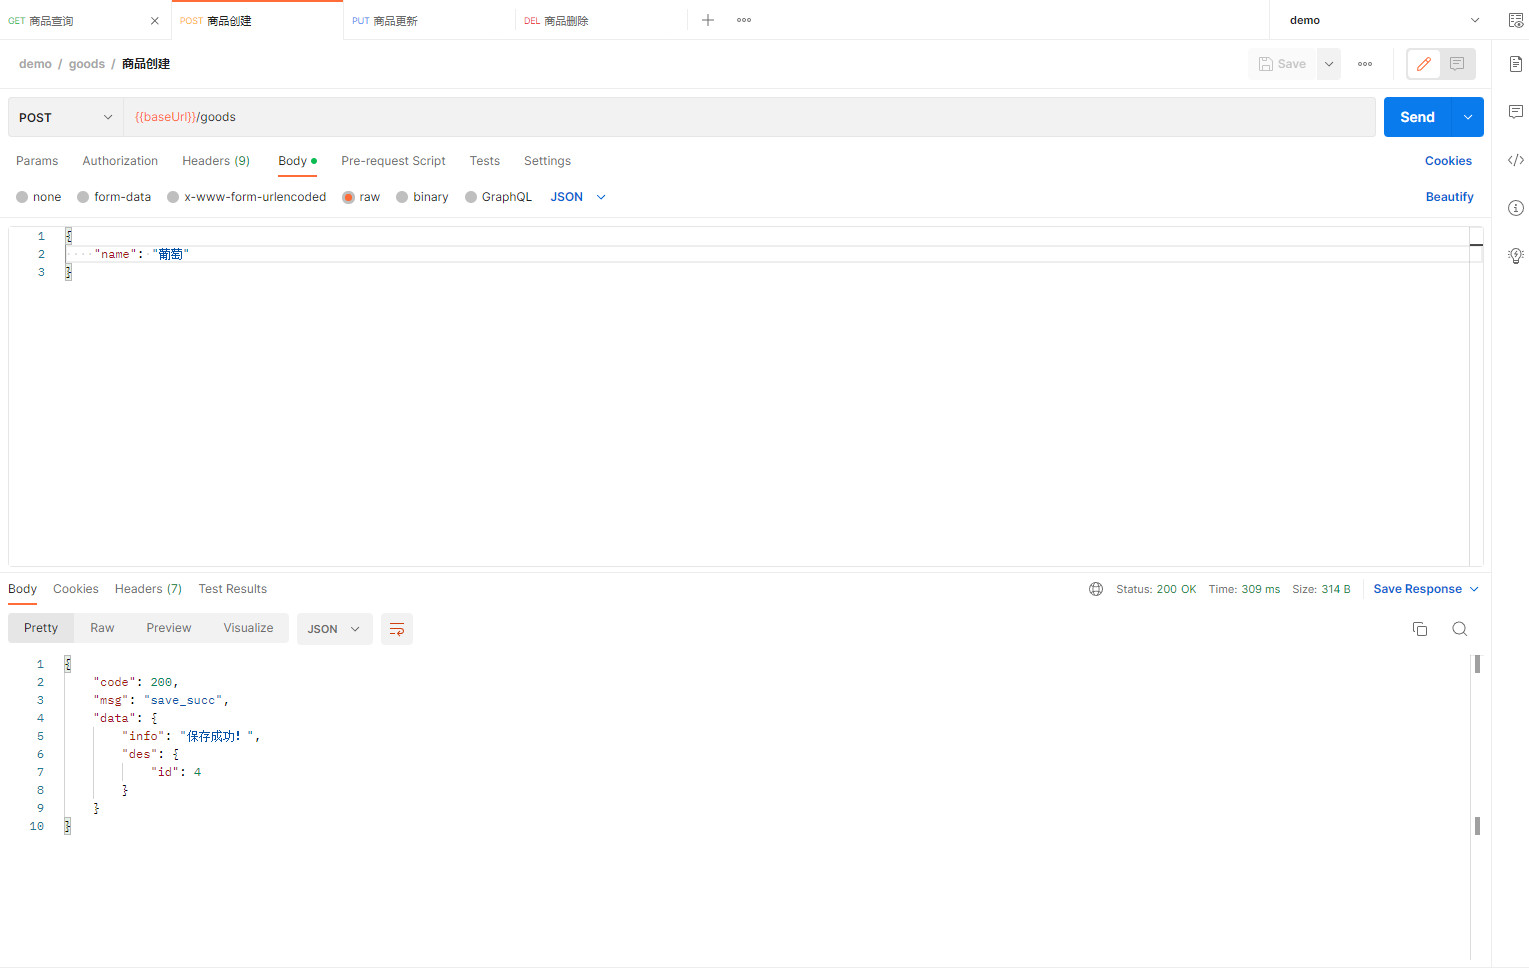 GET 商品查询 POST 商品创建 PUT 商品更新 DEL 商品删除 demo
demo / goods / 商品创建 Save
POST {{baseUrl}}/goods Send
Params Authorization Headers (9) Body Pre-request Script Tests Settings Cookies
none form-data x-www-form-urlencoded raw binary GraphQL JSON Beautify
1 {
2 "name": "葡萄"
3 }
Body Cookies Headers (7) Test Results Status: 200 OK Time: 309 ms Size: 314 B Save Response
Pretty Raw Preview Visualize JSON
1 {
2 "code": 200,
3 "msg": "save_succ",
4 "data": {
5 "info": "保存成功！",
6 "des": {
7 "id": 4
8 }
9 }
10 }